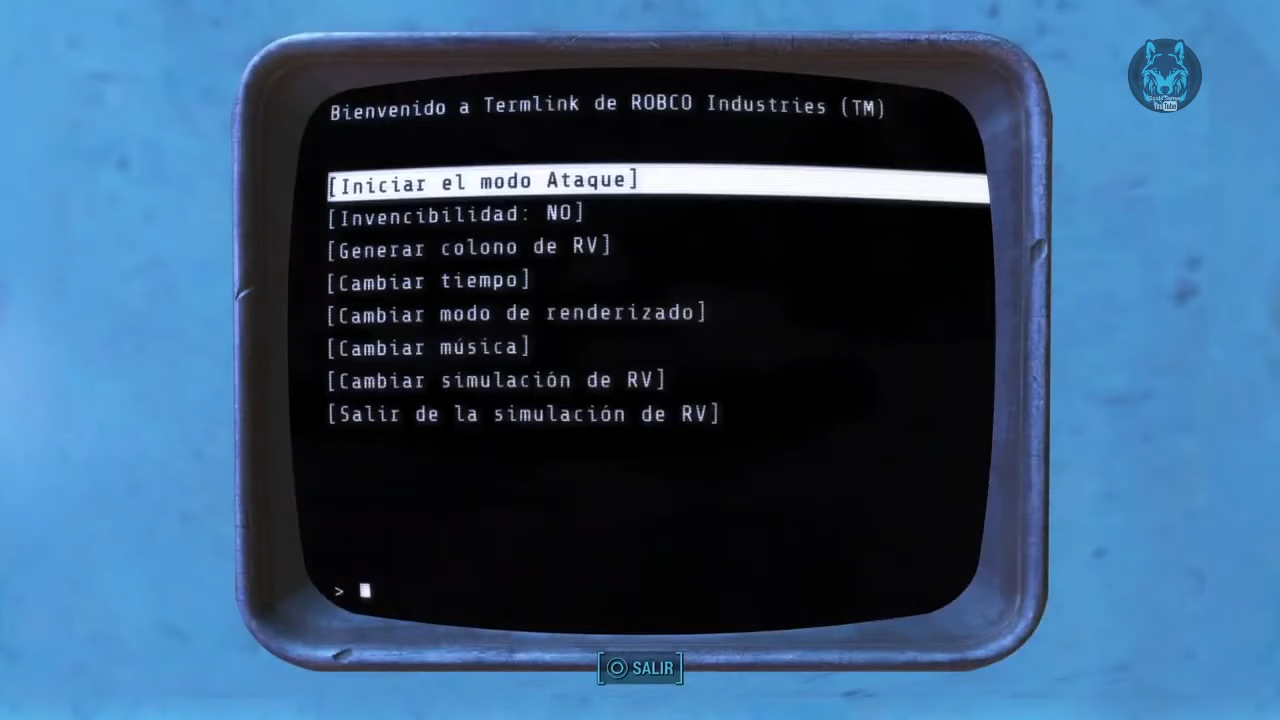 Bienvenido a Termlink de ROBCO Industries (TM)
[Iniciar el modo Ataque]
[Invencibilidad: NO]
[Generar colono de RV]
[Cambiar tiempo]
[Cambiar modo de renderizado]
[Cambiar música]
[Cambiar simulación de RV]
[Salir de la simulación de RV]
>
SALIR
YouTube